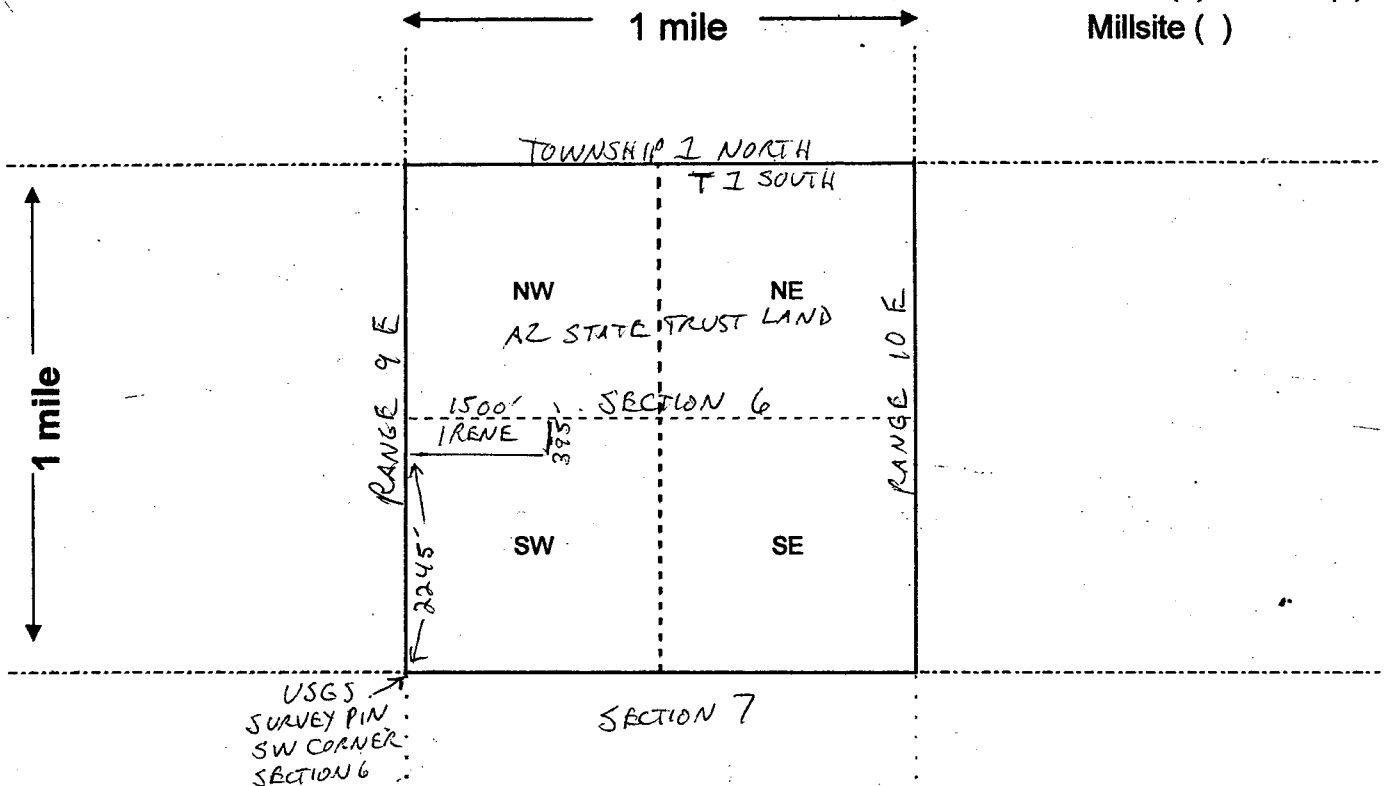 1 mile
Millsite ( )
TOWNSHIP 1 NORTH
T 1 SOUTH
1 mile
NW
NE
AZ STATE TRUST LAND
RANGE 9 E
RANGE 10 E
1500' SECTION 6
IRENE
395
2245'
SW
SE
USGS
SURVEY PIN
SW CORNER
SECTION 6
SECTION 7